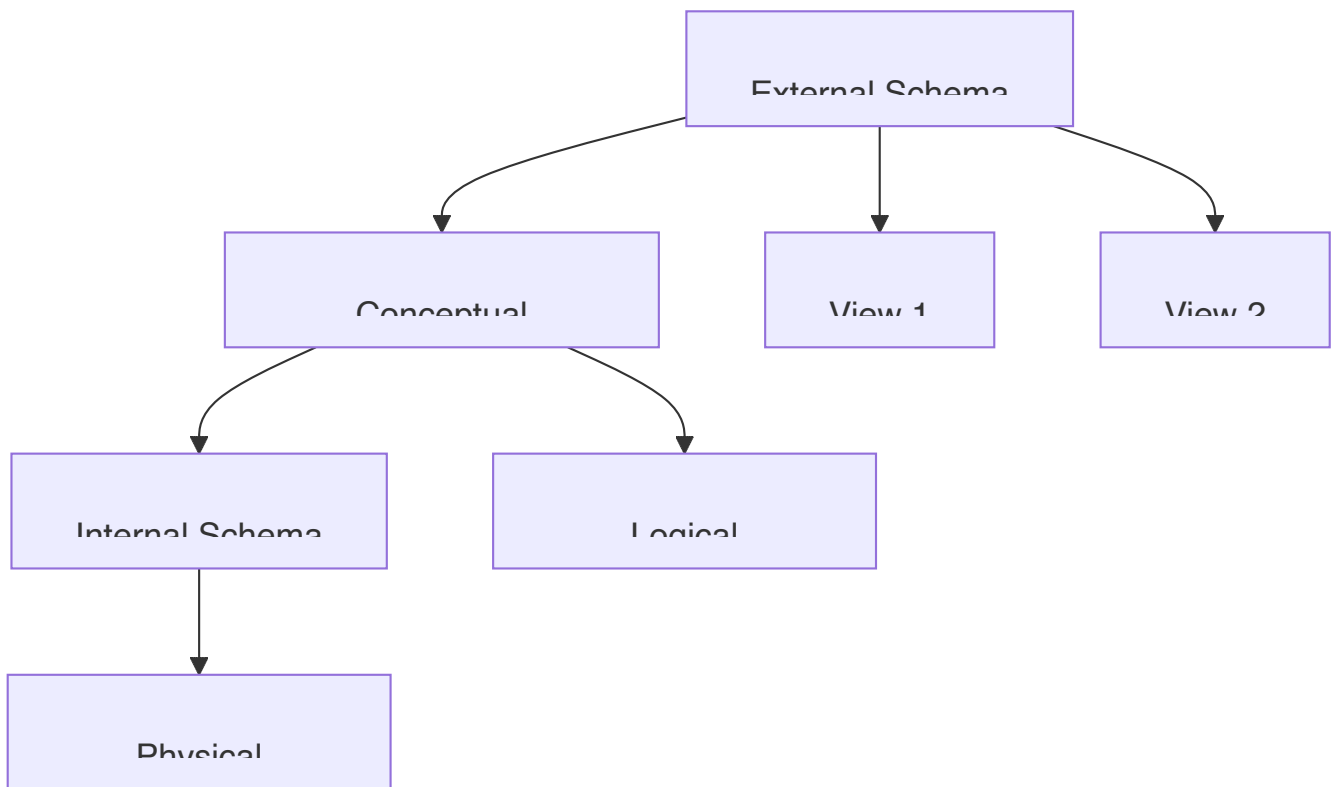 External Schema
Conceptual
View 1
View 2
Internal Schema
Logical
Physical